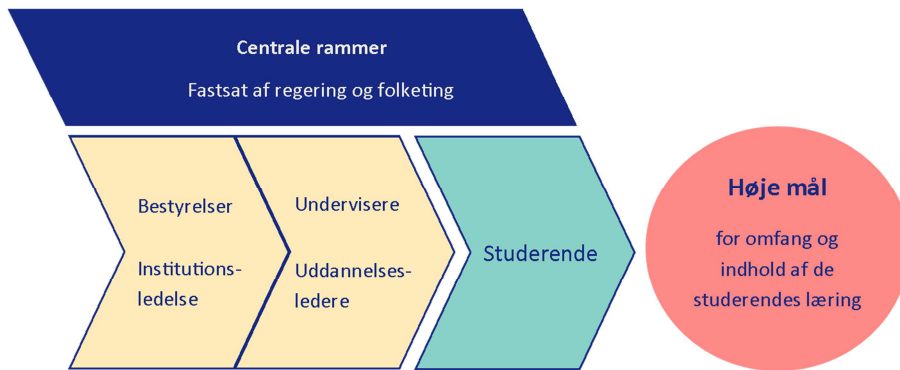 Centrale rammer
Fastsat af regering og folketing
Bestyrelser
Institutions-
ledelse
Undervisere
Uddannelses-
ledere
Studerende
Høje mål
for omfang og
indhold af de
studerendes læring